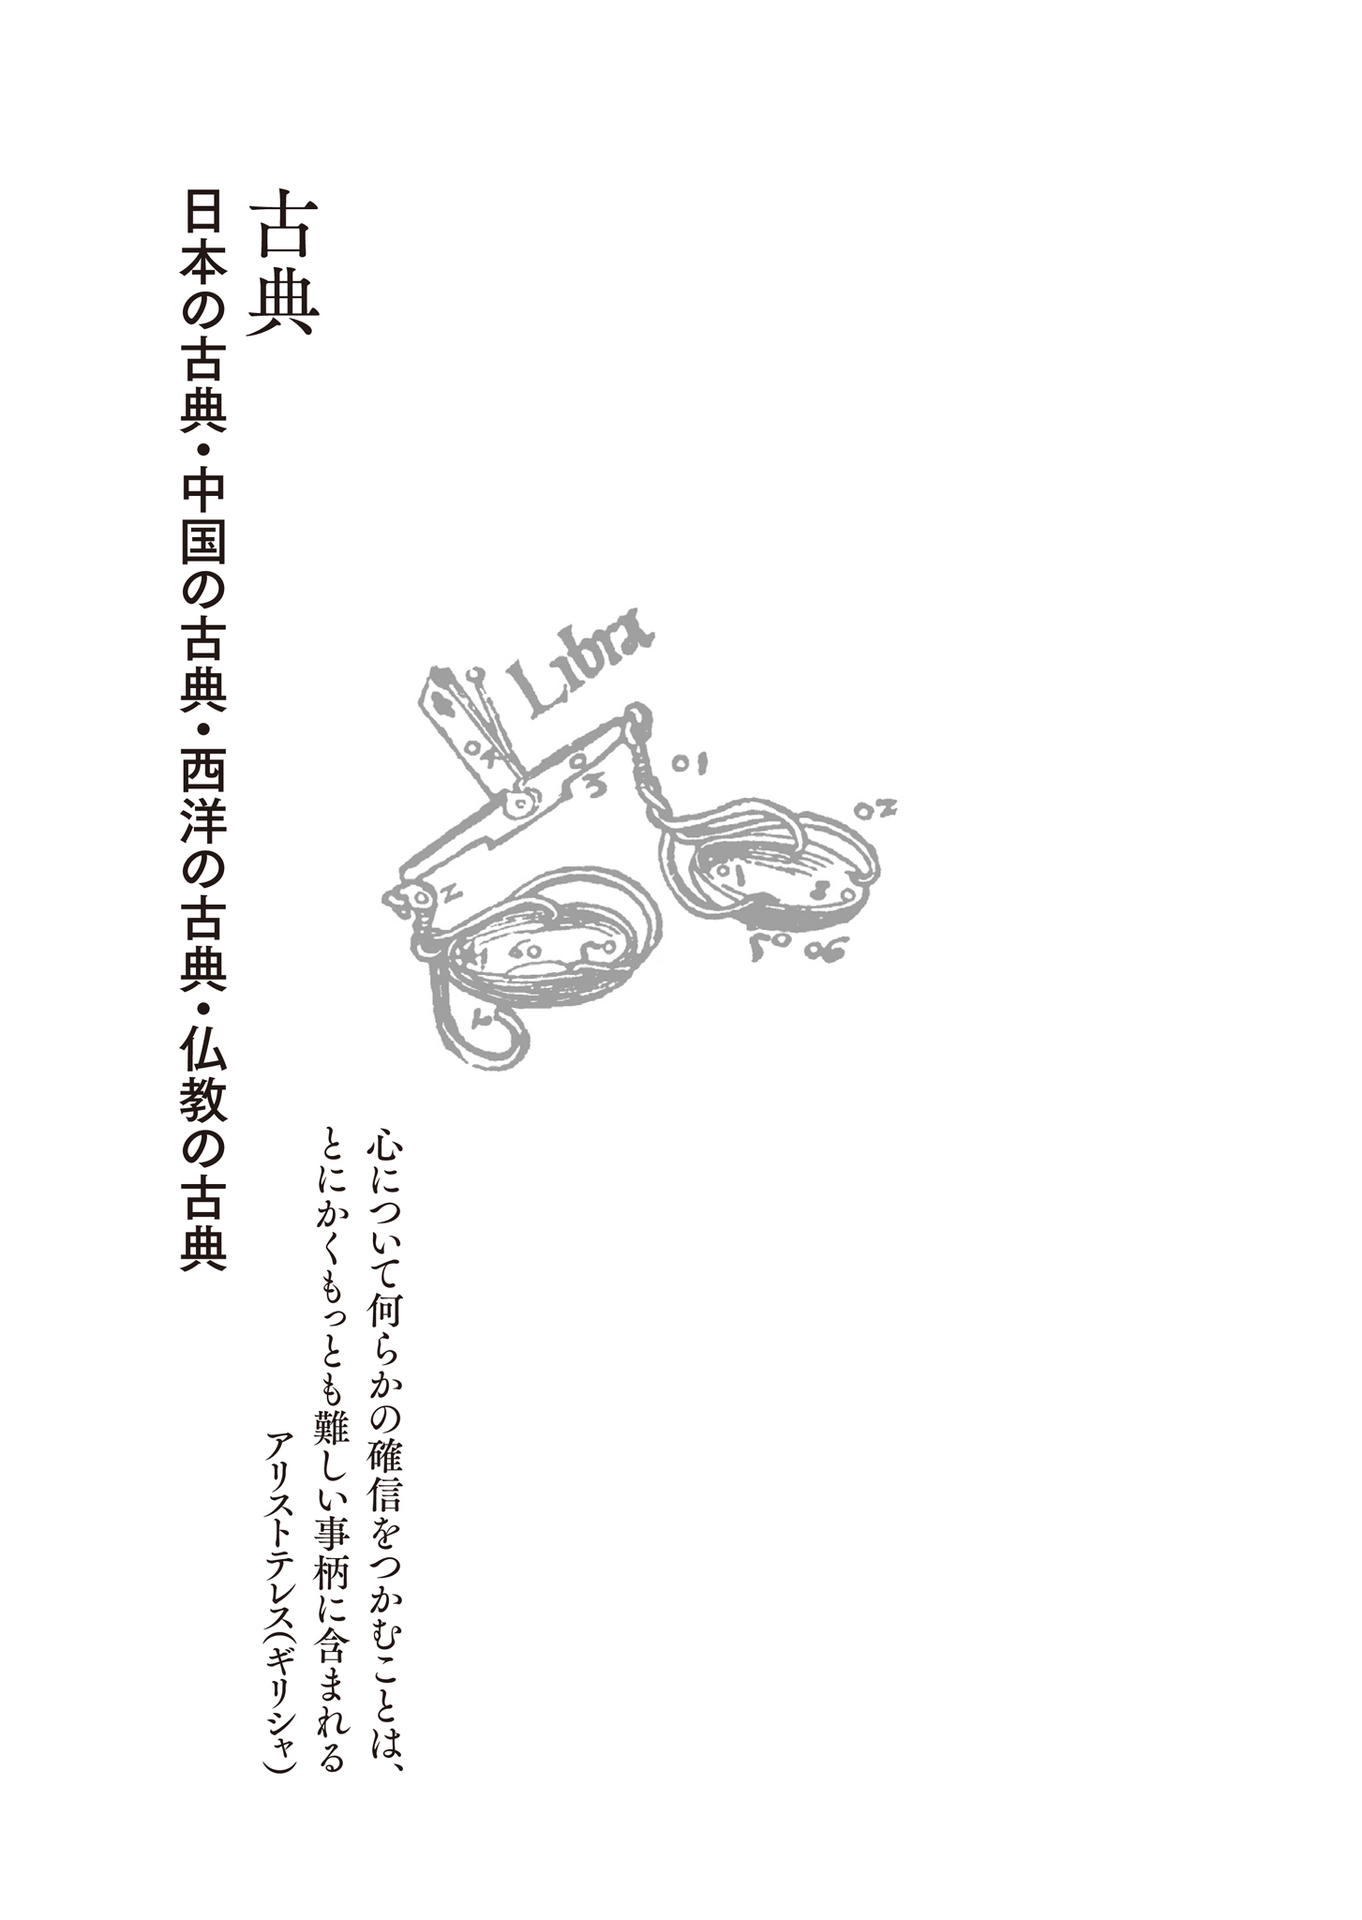 心について何らかの確信をつかむことは、
とにかくもっとも難しい事柄に含まれる
アリストテレス(ギリシャ)
古典
日本の古典・中国の古典・西洋の古典・仏教の古典
Libra
01
02
03